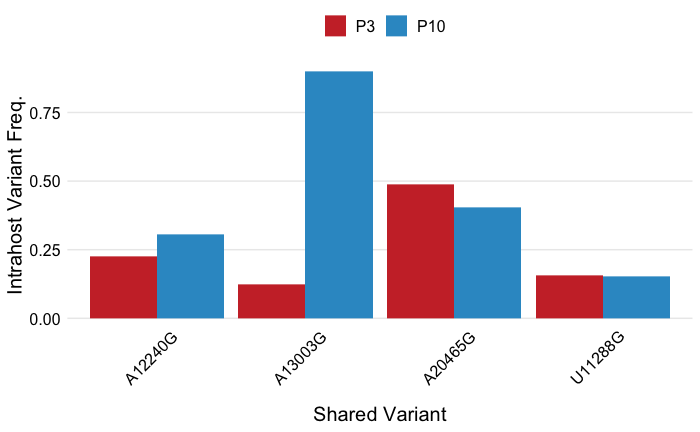 P3 P10
Intrahost Variant Freq.
0.75
0.50
0.25
0.00
A12240G A13003G A20465G U11288G
Shared Variant